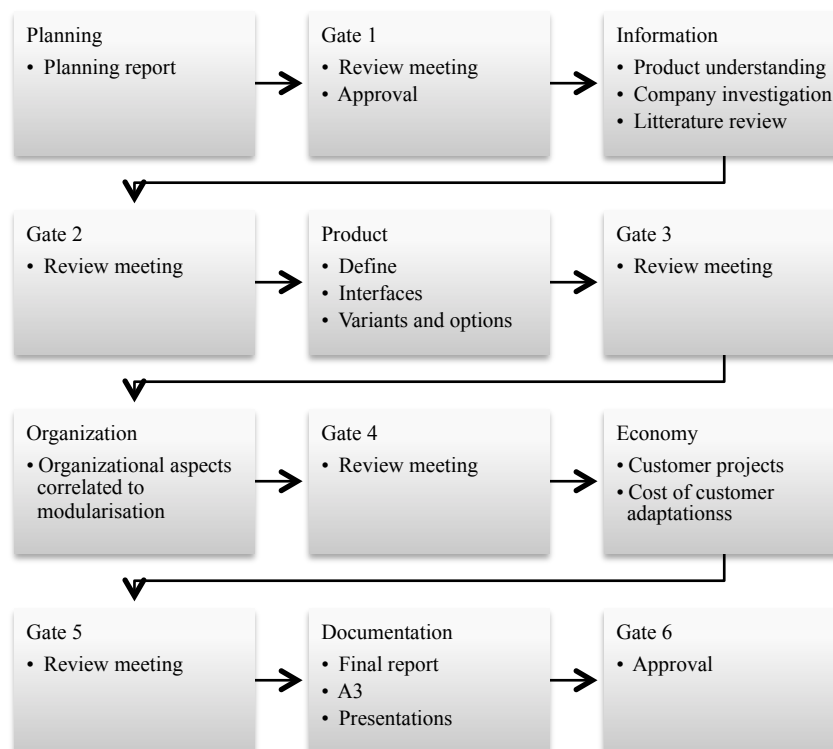 Planning
• Planning report
Gate 1
• Review meeting
• Approval
Information
• Product understanding
• Company investigation
• Litterature review
Gate 2
• Review meeting
Product
• Define
• Interfaces
• Variants and options
Gate 3
• Review meeting
Organization
• Organizational aspects
correlated to
modularisation
Gate 4
• Review meeting
Economy
• Customer projects
• Cost of customer
adaptationss
Gate 5
• Review meeting
Documentation
• Final report
• A3
• Presentations
Gate 6
• Approval